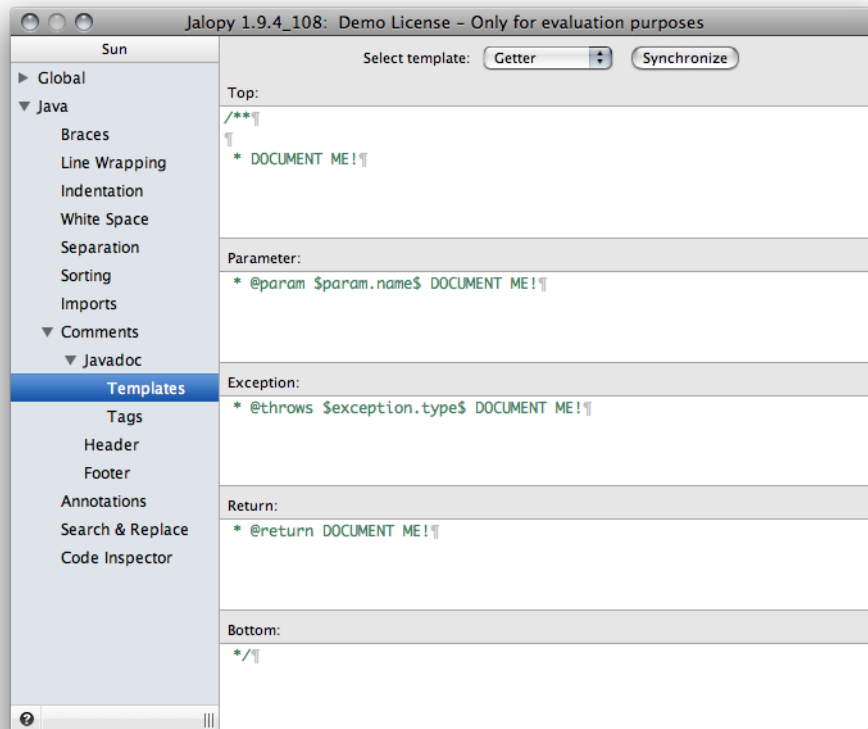 Jalopy 1.9.4_108: Demo License – Only for evaluation purposes
Sun
Global
Java
Braces
Line Wrapping
Indentation
White Space
Separation
Sorting
Imports
Comments
Javadoc
Templates
Tags
Header
Footer
Annotations
Search & Replace
Code Inspector
Select template: Getter Synchronize
Top:
/**¶
¶
* DOCUMENT ME!¶
Parameter:
* @param $param.name$ DOCUMENT ME!¶
Exception:
* @throws $exception.type$ DOCUMENT ME!¶
Return:
* @return DOCUMENT ME!¶
Bottom:
*/¶
?